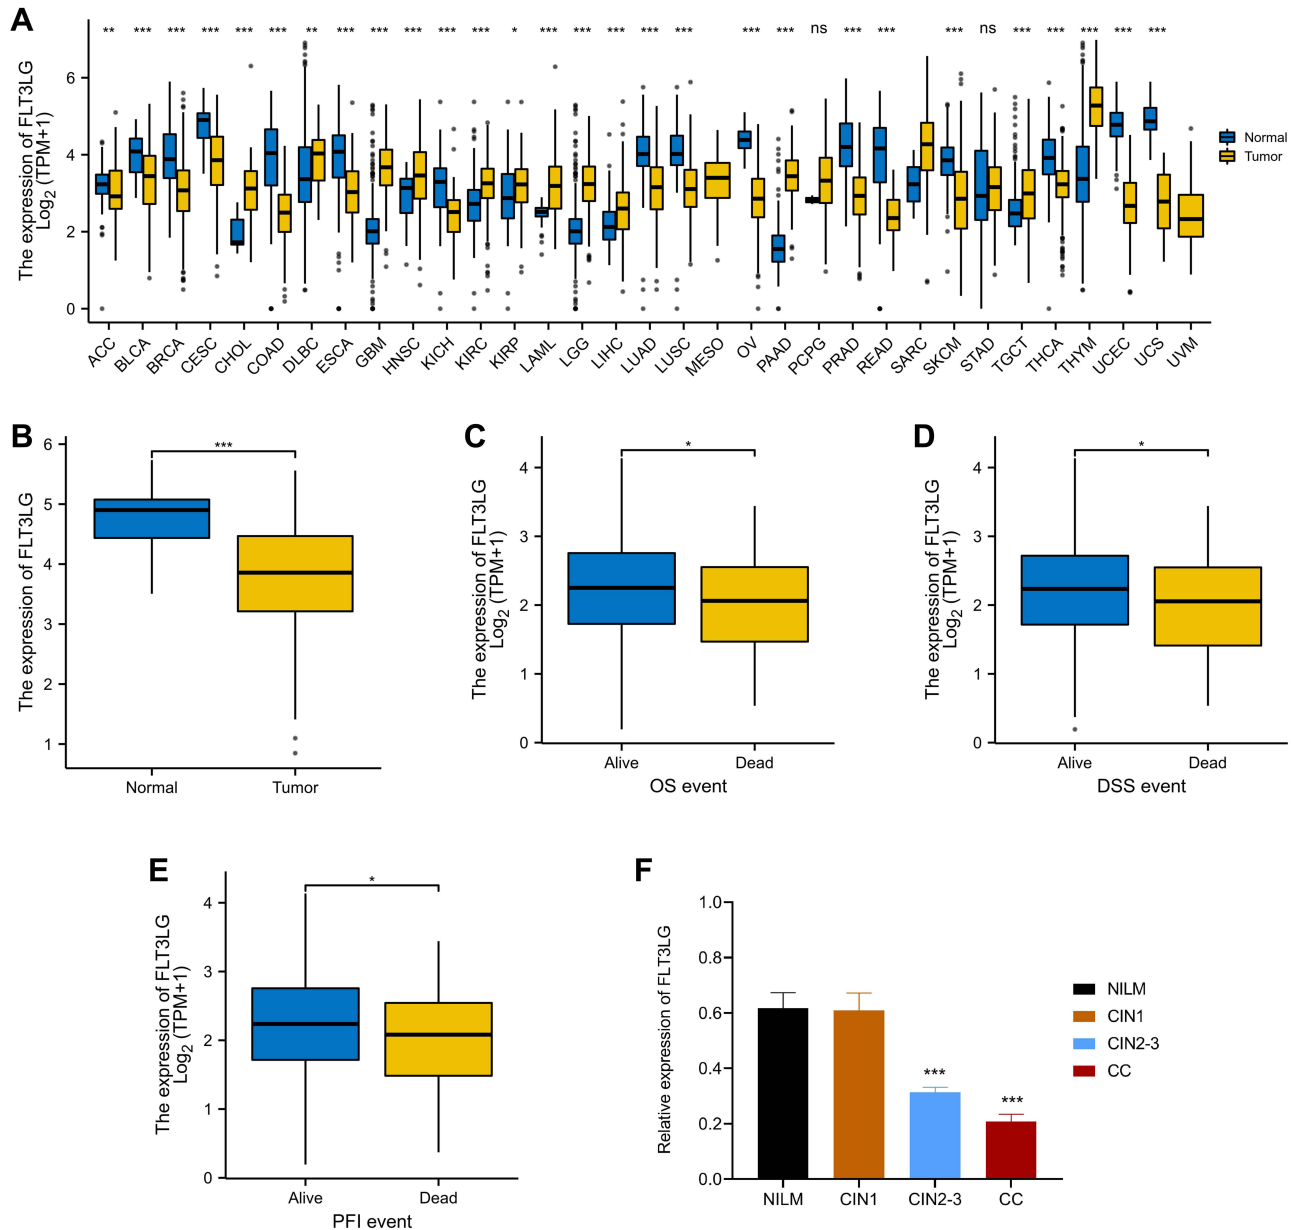 A
** *** *** *** *** *** ** *** *** *** *** *** * *** *** *** *** *** *** *** ns *** *** *** ns *** *** *** *** ***
The expression of FLT3LG
Log2 (TPM+1)
6
4
2
0
ACC BLCA BRCA CESC CHOL COAD DLBC ESCA GBM HNSC KICH KIRC KIRP LAML LGG LIHC LUAD LUSC MESO OV PAAD PCPG PRAD READ SARC SKCM STAD TGCT THCA THYM UCEC UCS UVM
Normal
Tumor
B
The expression of FLT3LG
6
5
4
3
2
1
***
Normal Tumor
C
The expression of FLT3LG
Log2 (TPM+1)
4
3
2
1
0
*
Alive Dead
OS event
D
The expression of FLT3LG
Log2 (TPM+1)
4
3
2
1
0
*
Alive Dead
DSS event
E
The expression of FLT3LG
Log2 (TPM+1)
4
3
2
1
0
*
Alive Dead
PFI event
F
Relative expression of FLT3LG
1.0
0.8
0.6
0.4
0.2
0.0
***
***
NILM CIN1 CIN2-3 CC
NILM
CIN1
CIN2-3
CC